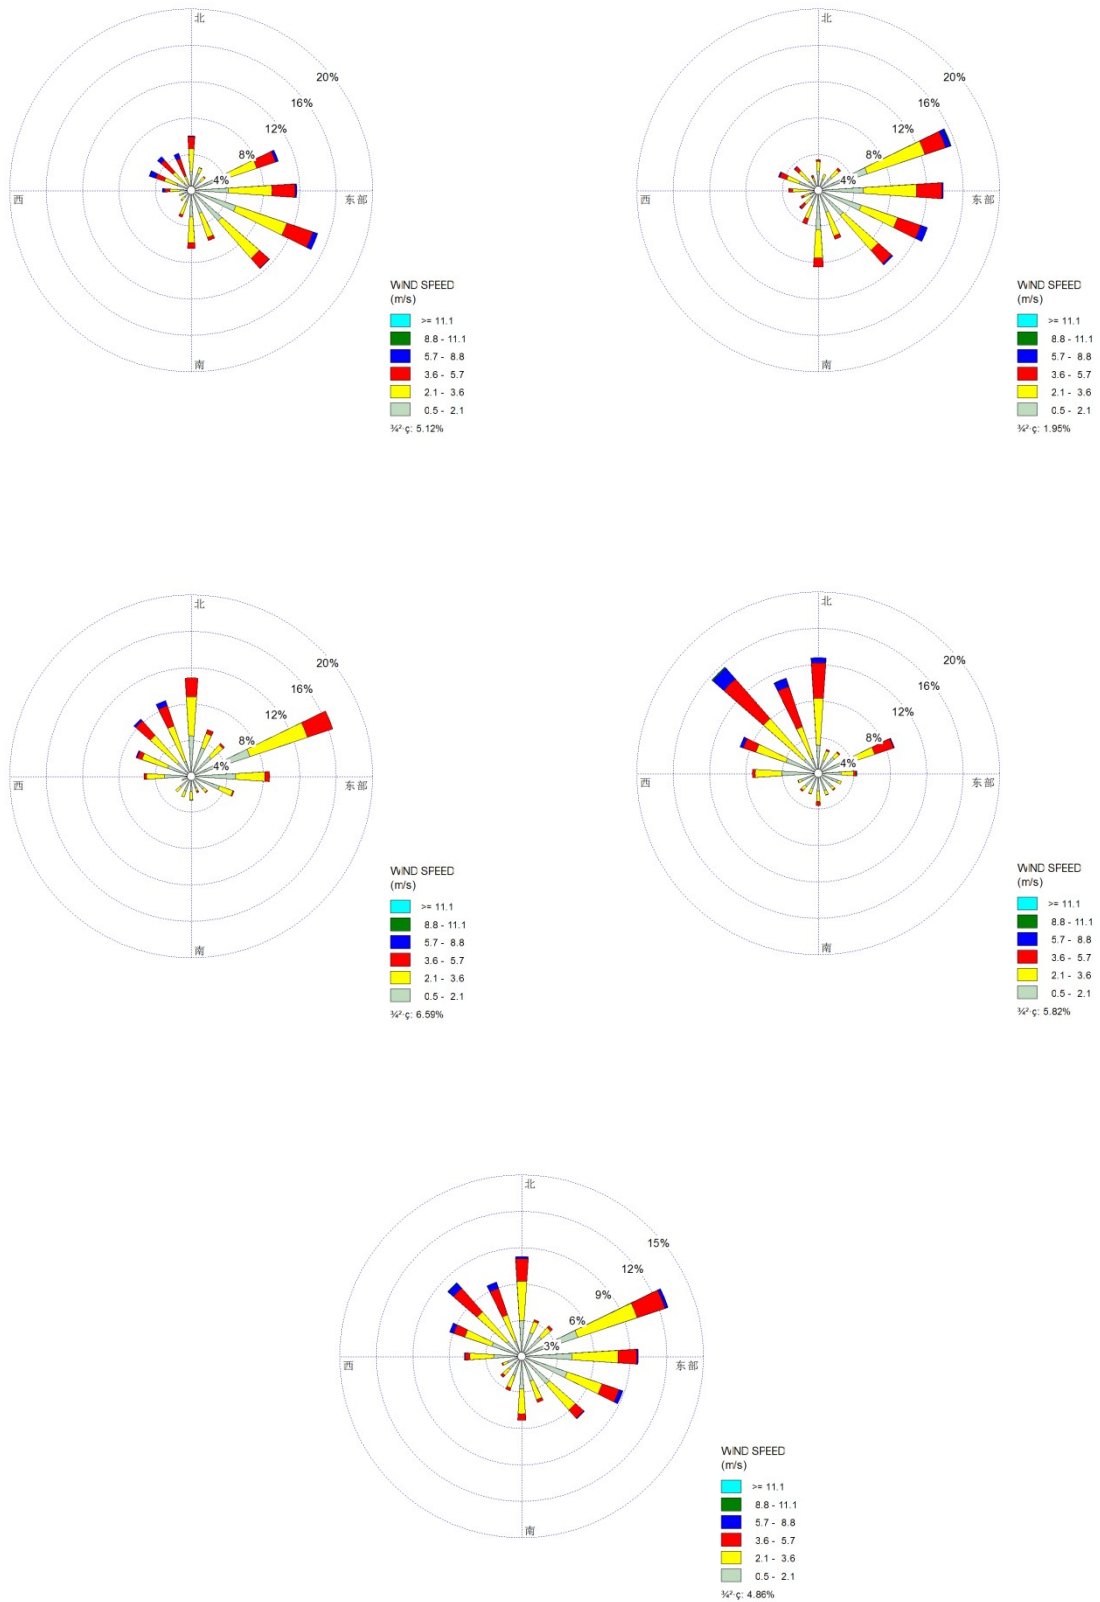 北
20%
16%
12%
8%
4%
西
东部
南
WIND SPEED
(m/s)
>= 11.1
8.8 - 11.1
5.7 - 8.8
3.6 - 5.7
2.1 - 3.6
0.5 - 2.1
¾²·ç: 5.12%
北
20%
16%
12%
8%
4%
西
东部
南
WIND SPEED
(m/s)
>= 11.1
8.8 - 11.1
5.7 - 8.8
3.6 - 5.7
2.1 - 3.6
0.5 - 2.1
¾²·ç: 1.95%
北
20%
16%
12%
8%
4%
西
东部
南
WIND SPEED
(m/s)
>= 11.1
8.8 - 11.1
5.7 - 8.8
3.6 - 5.7
2.1 - 3.6
0.5 - 2.1
¾²·ç: 6.59%
北
20%
16%
12%
8%
4%
西
东部
南
WIND SPEED
(m/s)
>= 11.1
8.8 - 11.1
5.7 - 8.8
3.6 - 5.7
2.1 - 3.6
0.5 - 2.1
¾²·ç: 5.82%
北
15%
12%
9%
6%
3%
西
东部
南
WIND SPEED
(m/s)
>= 11.1
8.8 - 11.1
5.7 - 8.8
3.6 - 5.7
2.1 - 3.6
0.5 - 2.1
¾²·ç: 4.86%